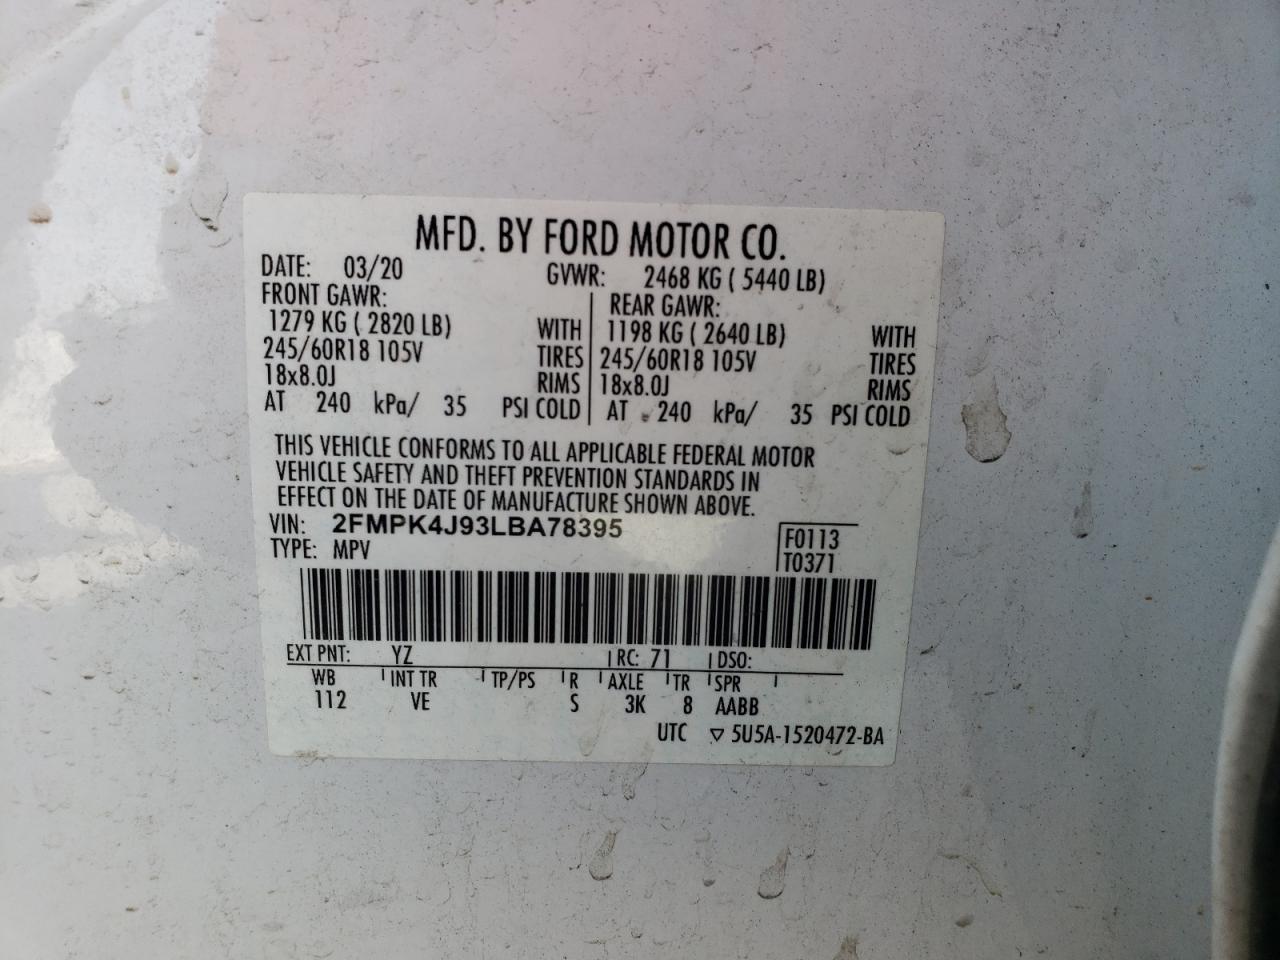 MFD. BY FORD MOTOR CO.
DATE: 03/20 GVWR: 2468 KG ( 5440 LB)
FRONT GAWR: REAR GAWR:
1279 KG ( 2820 LB) WITH 1198 KG ( 2640 LB) WITH
245/60R18 105V TIRES 245/60R18 105V TIRES
18x8.0J RIMS 18x8.0J RIMS
AT 240 kPa/ 35 PSI COLD AT 240 kPa/ 35 PSI COLD
THIS VEHICLE CONFORMS TO ALL APPLICABLE FEDERAL MOTOR
VEHICLE SAFETY AND THEFT PREVENTION STANDARDS IN
EFFECT ON THE DATE OF MANUFACTURE SHOWN ABOVE.
VIN: 2FMPK4J93LBA78395 F0113
TYPE: MPV T0371
EXT PNT: YZ RC: 71 DSO:
WB INT TR TP/PS R AXLE TR SPR
112 VE S 3K 8 AABB
UTC ▽ 5U5A-1520472-BA